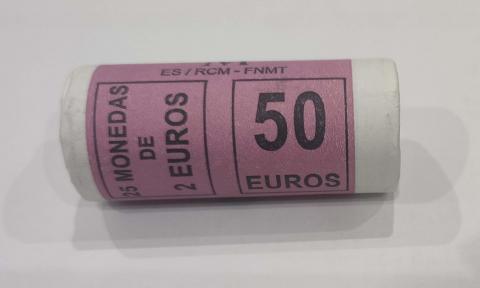 ES / RCM - FNMT
25 MONEDAS
DE
2 EUROS
50
EUROS